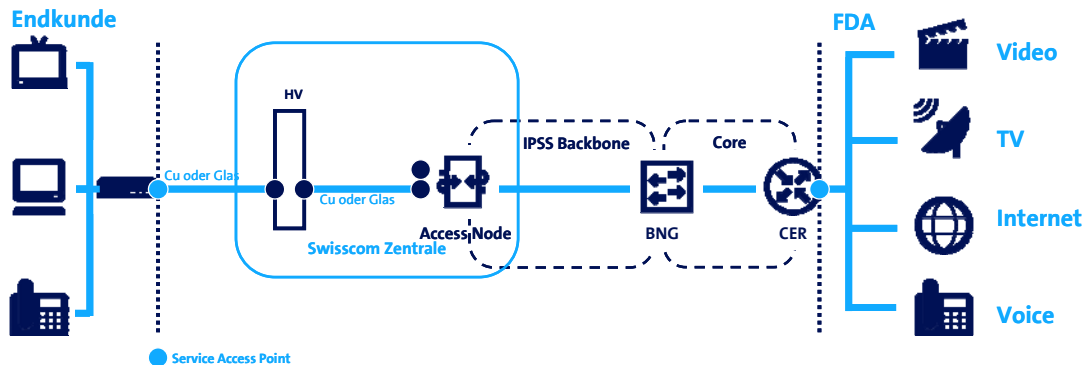 Endkunde
FDA
Video
HV
IPSS Backbone
Core
TV
Cu oder Glas
Cu oder Glas
Internet
Access Node
BNG
CER
Swisscom Zentrale
Voice
Service Access Point